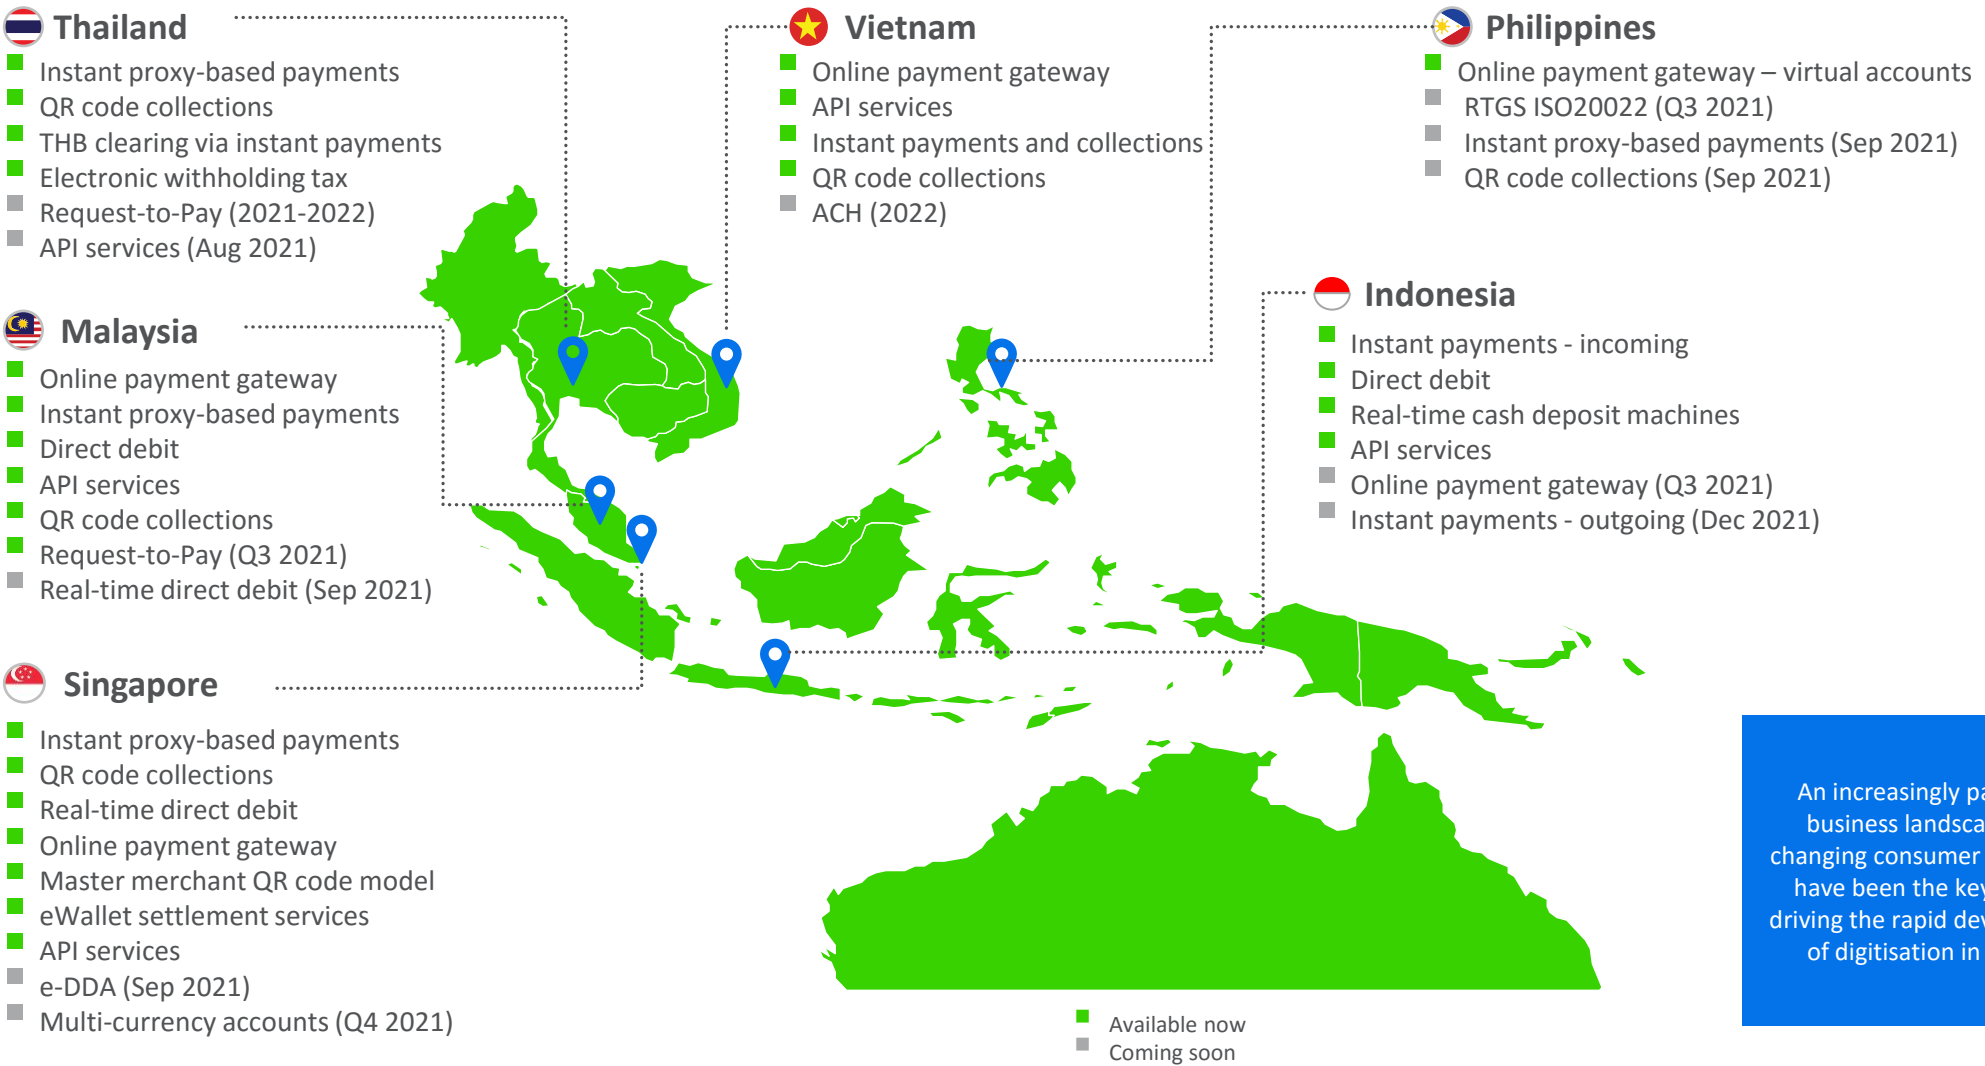 Thailand
Instant proxy-based payments
QR code collections
THB clearing via instant payments
Electronic withholding tax
Request-to-Pay (2021-2022)
API services (Aug 2021)
Vietnam
Online payment gateway
API services
Instant payments and collections
QR code collections
ACH (2022)
Philippines
Online payment gateway – virtual accounts
RTGS ISO20022 (Q3 2021)
Instant proxy-based payments (Sep 2021)
QR code collections (Sep 2021)
Malaysia
Online payment gateway
Instant proxy-based payments
Direct debit
API services
QR code collections
Request-to-Pay (Q3 2021)
Real-time direct debit (Sep 2021)
Indonesia
Instant payments - incoming
Direct debit
Real-time cash deposit machines
API services
Online payment gateway (Q3 2021)
Instant payments - outgoing (Dec 2021)
Singapore
Instant proxy-based payments
QR code collections
Real-time direct debit
Online payment gateway
Master merchant QR code model
eWallet settlement services
API services
e-DDA (Sep 2021)
Multi-currency accounts (Q4 2021)
An increasingly
business
changing consumer
have been the key
driving the rapid
of digitisation in
Available now
Coming soon